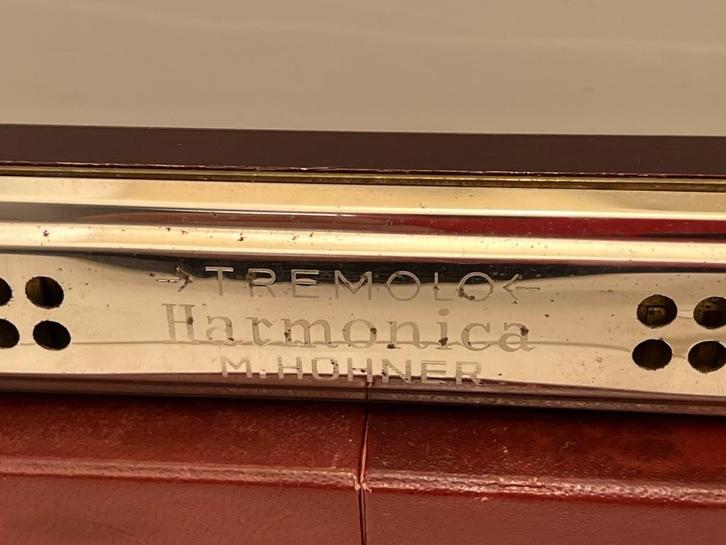 →TREMOLO←
Harmonica
M. HOHNER